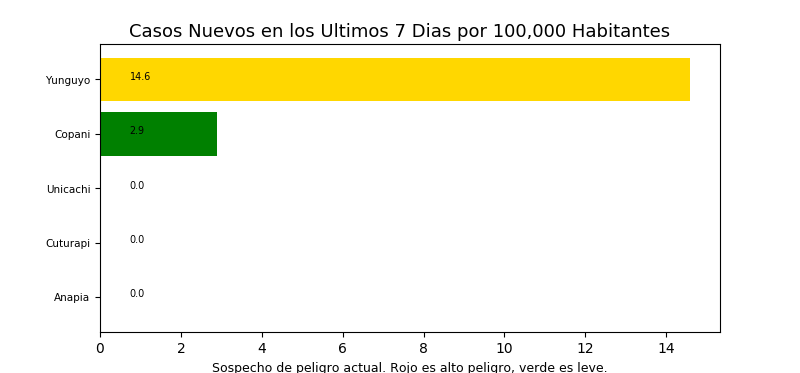 Casos Nuevos en los Ultimos 7 Dias por 100,000 Habitantes
Yunguyo 14.6
Copani 2.9
Unicachi 0.0
Cuturapi 0.0
Anapia 0.0
0 2 4 6 8 10 12 14
Sospecho de peligro actual. Rojo es alto peligro, verde es leve.